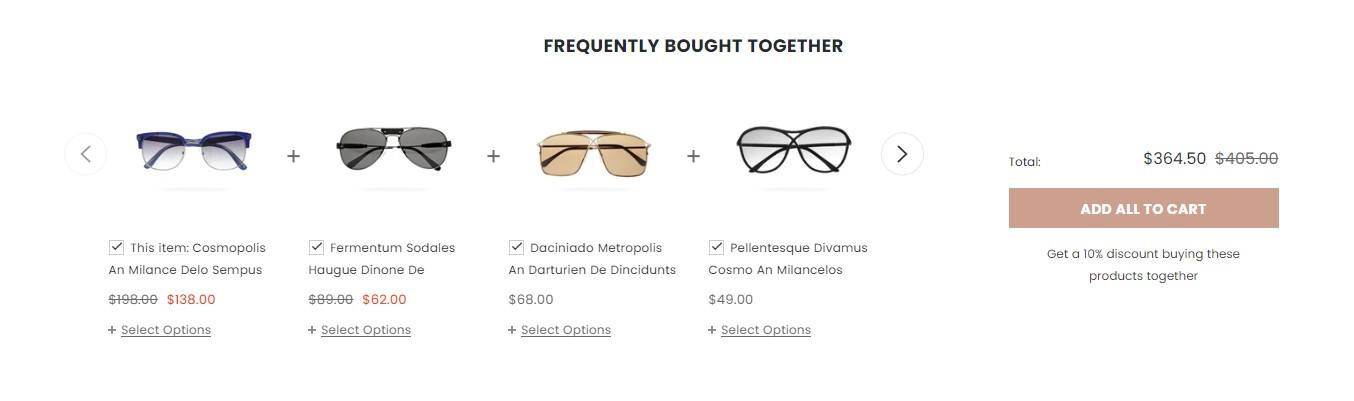 FREQUENTLY BOUGHT TOGETHER
This item: Cosmopolis
An Milance Delo Sempus
$198.00 $138.00
+ Select Options
Fermentum Sodales
Haugue Dinone De
$89.00 $62.00
+ Select Options
Daciniado Metropolis
An Darturien De Dincidunts
$68.00
+ Select Options
Pellentesque Divamus
Cosmo An Milancelos
$49.00
+ Select Options
Total: $364.50 $405.00
ADD ALL TO CART
Get a 10% discount buying these
products together